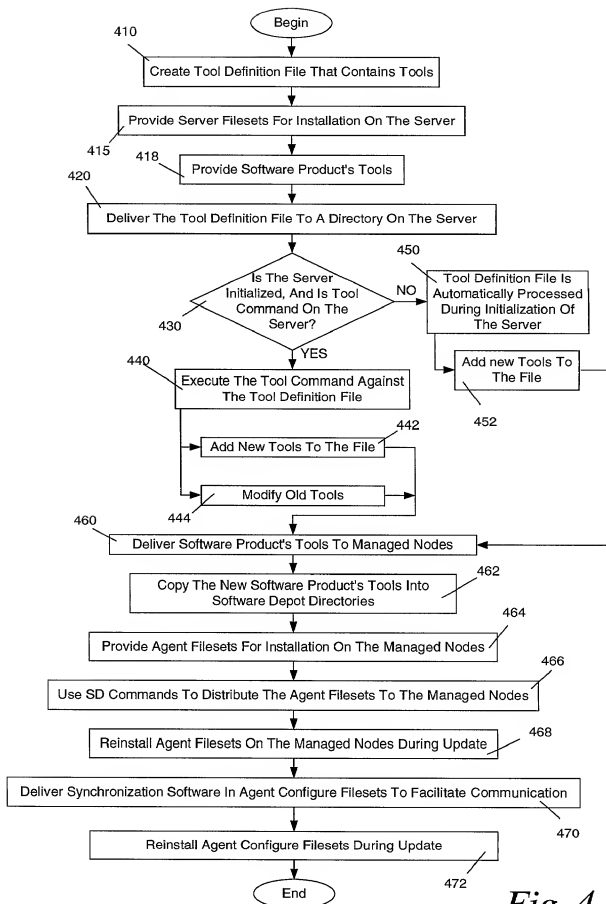 Begin
410
Create Tool Definition File That Contains Tools
Provide Server Filesets For Installation On The Server
415
418
Provide Software Product's Tools
420
Deliver The Tool Definition File To A Directory On The Server
Is The Server
Initialized, And Is Tool
Command On The
Server?
430
NO
450
Tool Definition File Is
Automatically Processed
During Initialization Of
The Server
YES
Add new Tools To
The File
452
440
Execute The Tool Command Against
The Tool Definition File
442
Add New Tools To The File
Modify Old Tools
444
460
Deliver Software Product's Tools To Managed Nodes
Copy The New Software Product's Tools Into
Software Depot Directories
462
464
Provide Agent Filesets For Installation On The Managed Nodes
466
Use SD Commands To Distribute The Agent Filesets To The Managed Nodes
Reinstall Agent Filesets On The Managed Nodes During Update
468
Deliver Synchronization Software In Agent Configure Filesets To Facilitate Communication
470
Reinstall Agent Configure Filesets During Update
472
End
Fig. 4